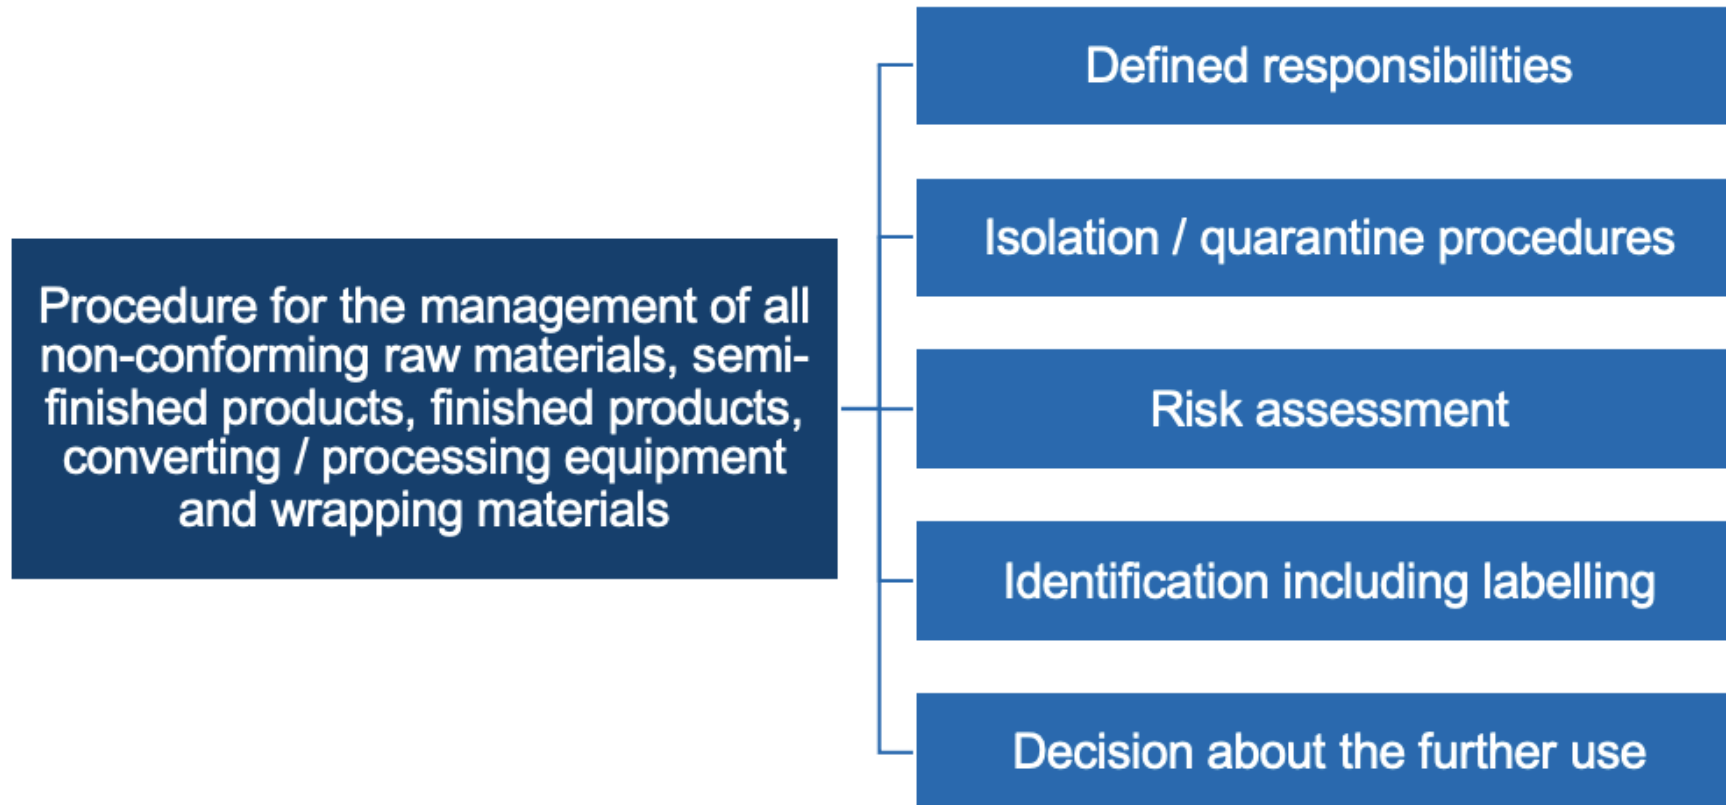 Defined responsibilities
Isolation / quarantine procedures
Procedure for the management of all
non-conforming raw materials, semi-
finished products, finished products,
converting / processing equipment
and wrapping materials
Risk assessment
Identification including labelling
Decision about the further use